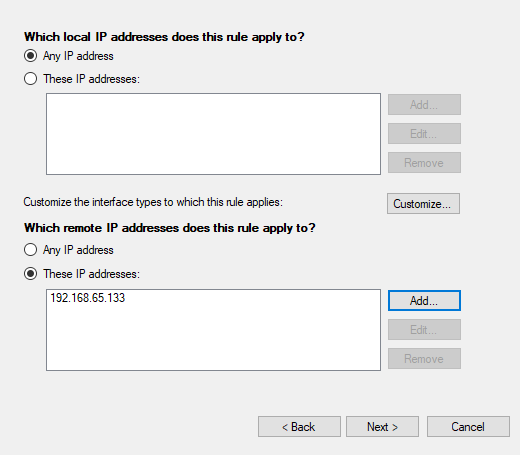 Which local IP addresses does this rule apply to?
Any IP address
These IP addresses:
Add...
Edit...
Remove
Customize the interface types to which this rule applies:
Customize...
Which remote IP addresses does this rule apply to?
Any IP address
These IP addresses:
192.168.65.133
Add...
Edit...
Remove
< Back
Next >
Cancel